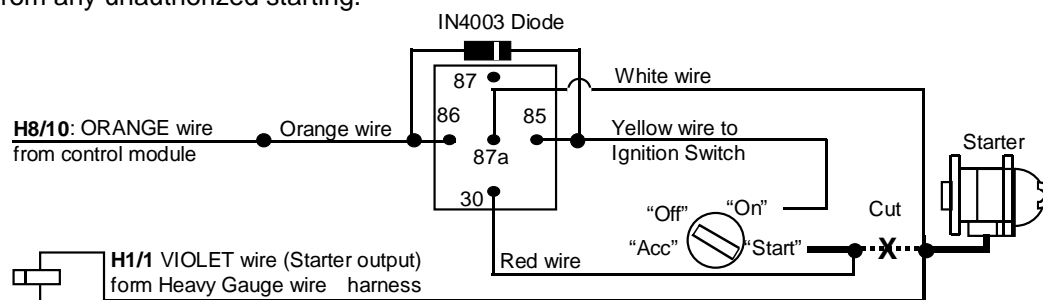 from any unauthorized starting.
IN4003 Diode
87
White wire
86
85
H8/10: ORANGE wire
from control module
Orange wire
87a
Yellow wire to
Ignition Switch
Starter
30
"Off"
"On"
Cut
"Acc"
"Start"
X
H1/1 VIOLET wire (Starter output)
form Heavy Gauge wire harness
Red wire